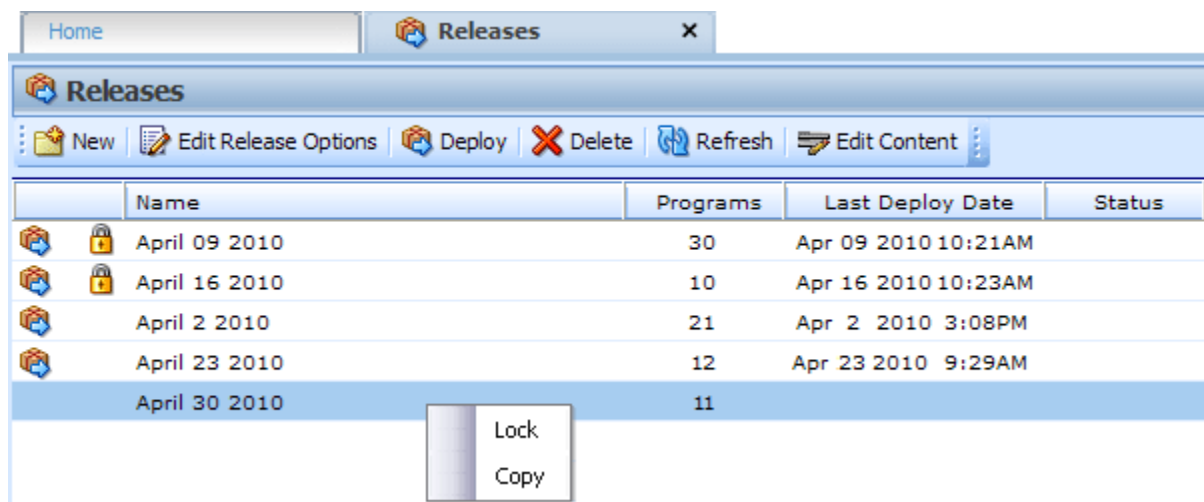 Home Releases
Releases
New Edit Release Options Deploy Delete Refresh Edit Content
Name Programs Last Deploy Date Status
April 09 2010 30 Apr 09 2010 10:21AM
April 16 2010 10 Apr 16 2010 10:23AM
April 2 2010 21 Apr 2 2010 3:08PM
April 23 2010 12 Apr 23 2010 9:29AM
April 30 2010 11
Lock
Copy